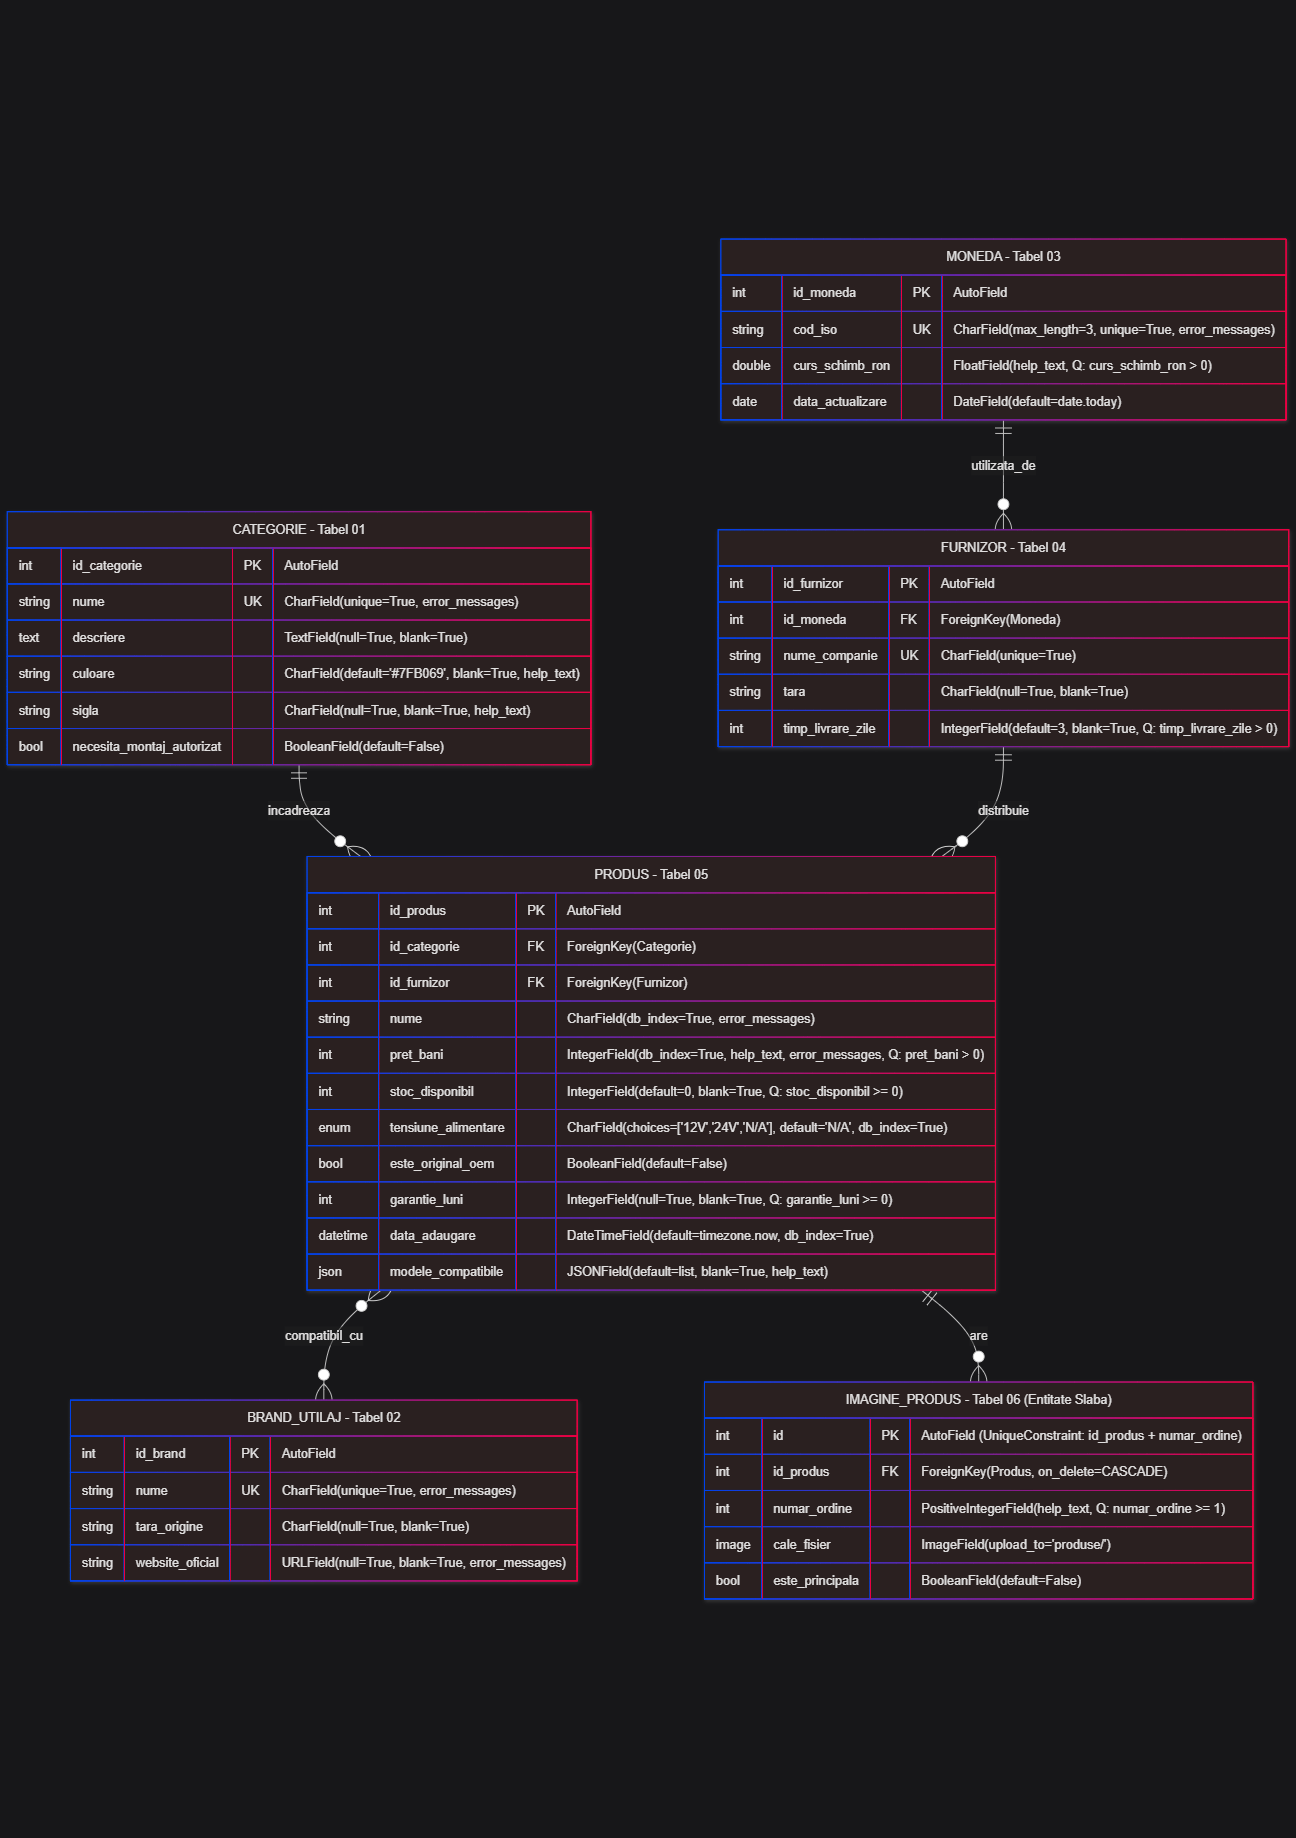 MONEDA - Tabel 03
int id_moneda PK AutoField
string cod_iso UK CharField(max_length=3, unique=True, error_messages)
double curs_schimb_ron FloatField(help_text, Q: curs_schimb_ron > 0)
date data_actualizare DateField(default=date.today)
utilizata_de
CATEGORIE - Tabel 01
int id_categorie PK AutoField
string nume UK CharField(unique=True, error_messages)
text descriere TextField(null=True, blank=True)
string culoare CharField(default='#7FB069', blank=True, help_text)
string sigla CharField(null=True, blank=True, help_text)
bool necesita_montaj_autorizat BooleanField(default=False)
FURNIZOR - Tabel 04
int id_furnizor PK AutoField
int id_moneda FK ForeignKey(Moneda)
string nume_companie UK CharField(unique=True)
string tara CharField(null=True, blank=True)
int timp_livrare_zile IntegerField(default=3, blank=True, Q: timp_livrare_zile > 0)
incadreaza
distribuie
PRODUS - Tabel 05
int id_produs PK AutoField
int id_categorie FK ForeignKey(Categorie)
int id_furnizor FK ForeignKey(Furnizor)
string nume CharField(db_index=True, error_messages)
int pret_bani IntegerField(db_index=True, help_text, error_messages, Q: pret_bani > 0)
int stoc_disponibil IntegerField(default=0, blank=True, Q: stoc_disponibil >= 0)
enum tensiune_alimentare CharField(choices=['12V','24V','N/A'], default='N/A', db_index=True)
bool este_original_oem BooleanField(default=False)
int garantie_luni IntegerField(null=True, blank=True, Q: garantie_luni >= 0)
datetime data_adaugare DateTimeField(default=timezone.now, db_index=True)
json modele_compatibile JSONField(default=list, blank=True, help_text)
compatibil_cu
are
BRAND_UTILAJ - Tabel 02
int id_brand PK AutoField
string nume UK CharField(unique=True, error_messages)
string tara_origine CharField(null=True, blank=True)
string website_oficial URLField(null=True, blank=True, error_messages)
IMAGINE_PRODUS - Tabel 06 (Entitate Slaba)
int id PK AutoField (UniqueConstraint: id_produs + numar_ordine)
int id_produs FK ForeignKey(Produs, on_delete=CASCADE)
int numar_ordine PositiveIntegerField(help_text, Q: numar_ordine >= 1)
image cale_fisier ImageField(upload_to='produse/')
bool este_principala BooleanField(default=False)